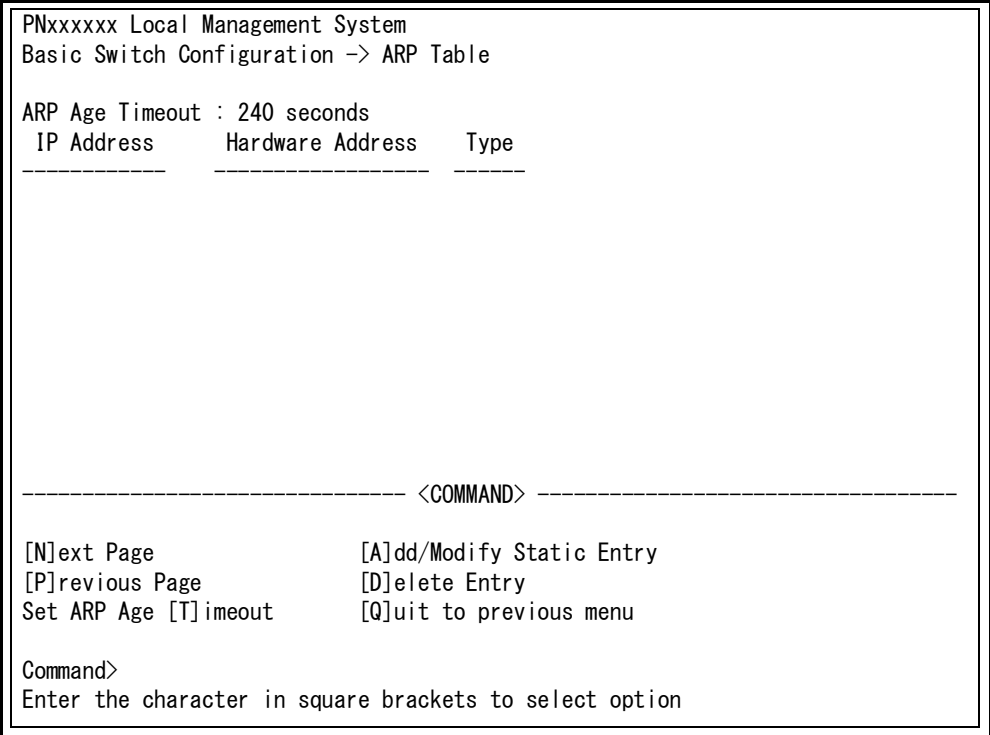 PNxxxxxx Local Management System
Basic Switch Configuration -> ARP Table
ARP Age Timeout : 240 seconds
IP Address Hardware Address Type
------------ ------------------ ------
-------------------------------- <COMMAND> -----------------------------------
[N]ext Page [A]dd/Modify Static Entry
[P]revious Page [D]elete Entry
Set ARP Age [T]imeout [Q]uit to previous menu
Command>
Enter the character in square brackets to select option